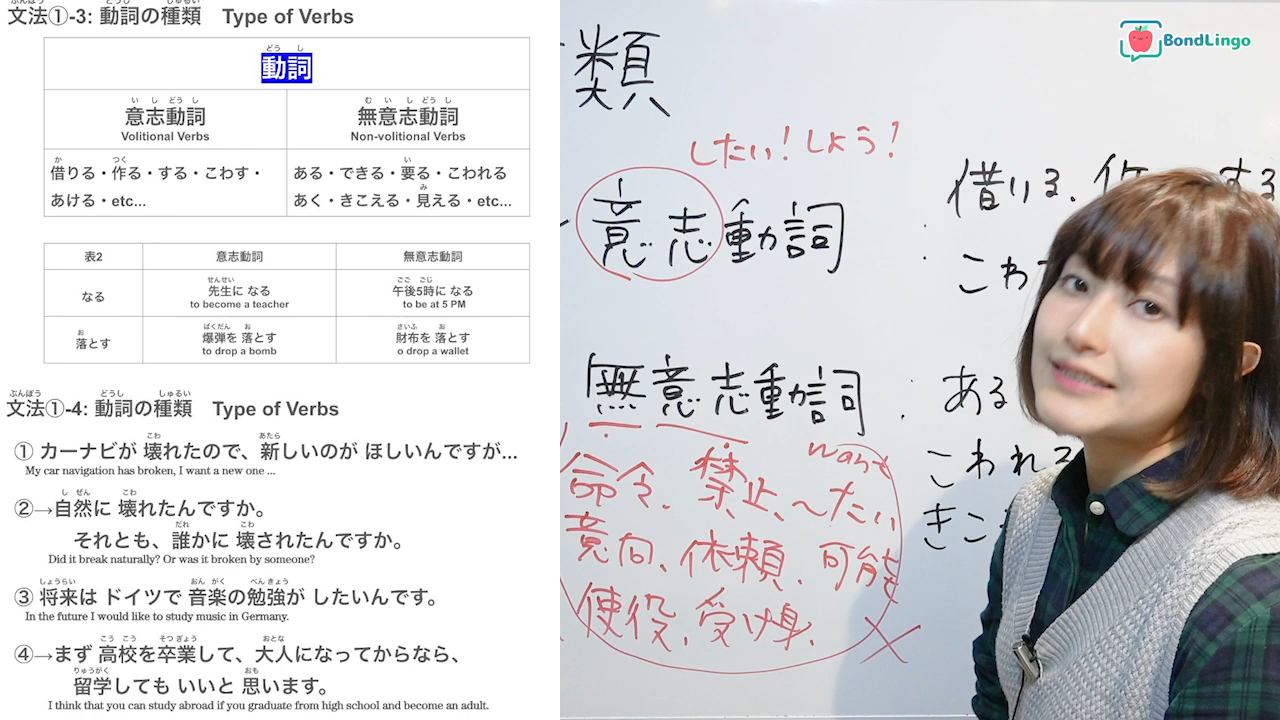 文法①-3: 動詞の種類 Type of Verbs
動詞
意志動詞 無意志動詞
Volitional Verbs Non-volitional Verbs
借りる・作る・する・こわす・ ある・できる・要る・こわれる
あける・etc... あく・きこえる・見える・etc...
表2 意志動詞 無意志動詞
なる 先生に なる 午後5時に なる
to become a teacher to be at 5 PM
落とす 爆弾を 落とす 財布を 落とす
to drop a bomb o drop a wallet
文法①-4: 動詞の種類 Type of Verbs
① カーナビが 壊れたので、新しいのが ほしいんですが...
My car navigation has broken, I want a new one ...
②→自然に 壊れたんですか。
それとも、誰かに 壊されたんですか。
Did it break naturally? Or was it broken by someone?
③ 将来は ドイツで 音楽の勉強が したいんです。
In the future I would like to study music in Germany.
④→まず 高校を卒業して、大人になってからなら、
留学しても いいと 思います。
I think that you can study abroad if you graduate from high school and become an adult.
BondLingo
類
したい!しよう?
意志動詞 借りる、 する
こわ
無意志動詞 : ある
こわれ
きこ
want
命令、禁止、〜たい
意向、依頼、可能
使役、受け身、